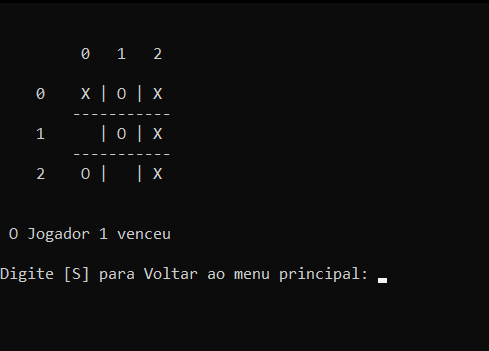 0   1   2
0    X | O | X
-----------
1      | O | X
-----------
2    O |   | X
O Jogador 1 venceu
Digite [S] para Voltar ao menu principal: